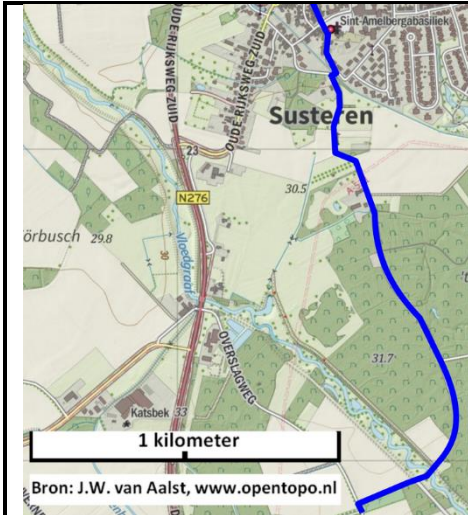 Sint-Amelbergabasiliek
OUDE RIJKSWEG-ZUID
OUDE RIJKSWEG ZUID
Susteren
23
N276
30.5
örbusch
29.8
30
Vloedgraaf
31.7
OVERSLAGWEG
Katsbek
33
1 kilometer
Bron: J.W. van Aalst, www.opentopo.nl